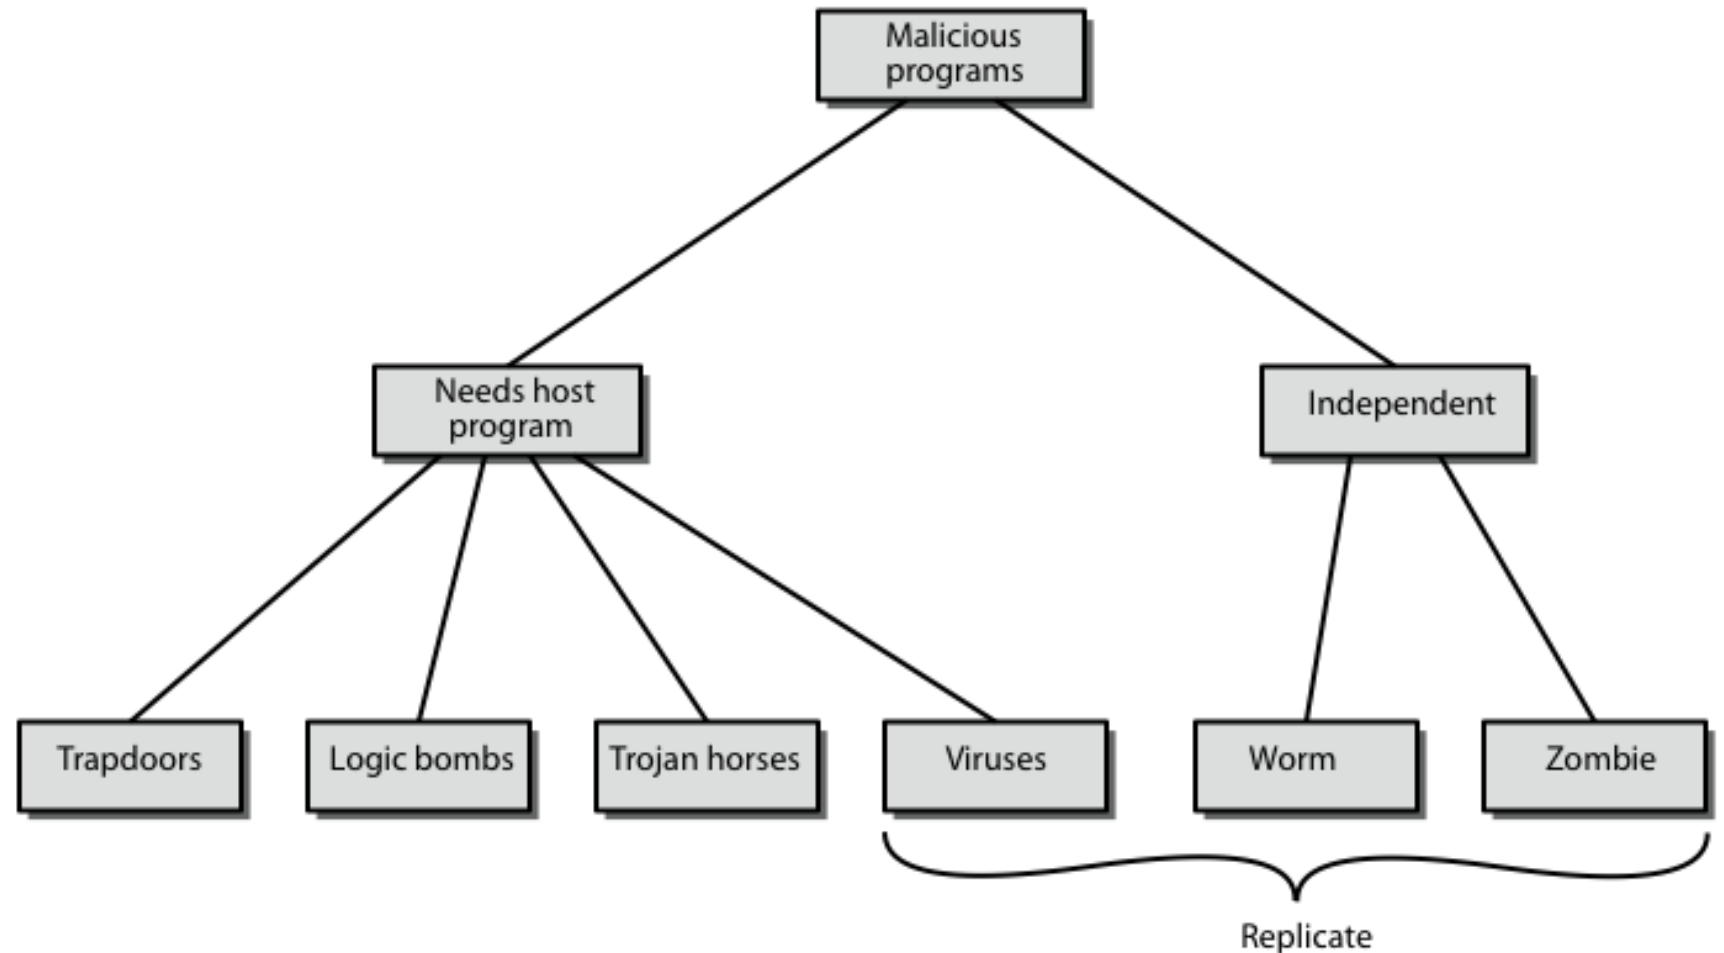 Malicious
programs
Needs host
program
Independent
Trapdoors
Logic bombs
Trojan horses
Viruses
Worm
Zombie
Replicate